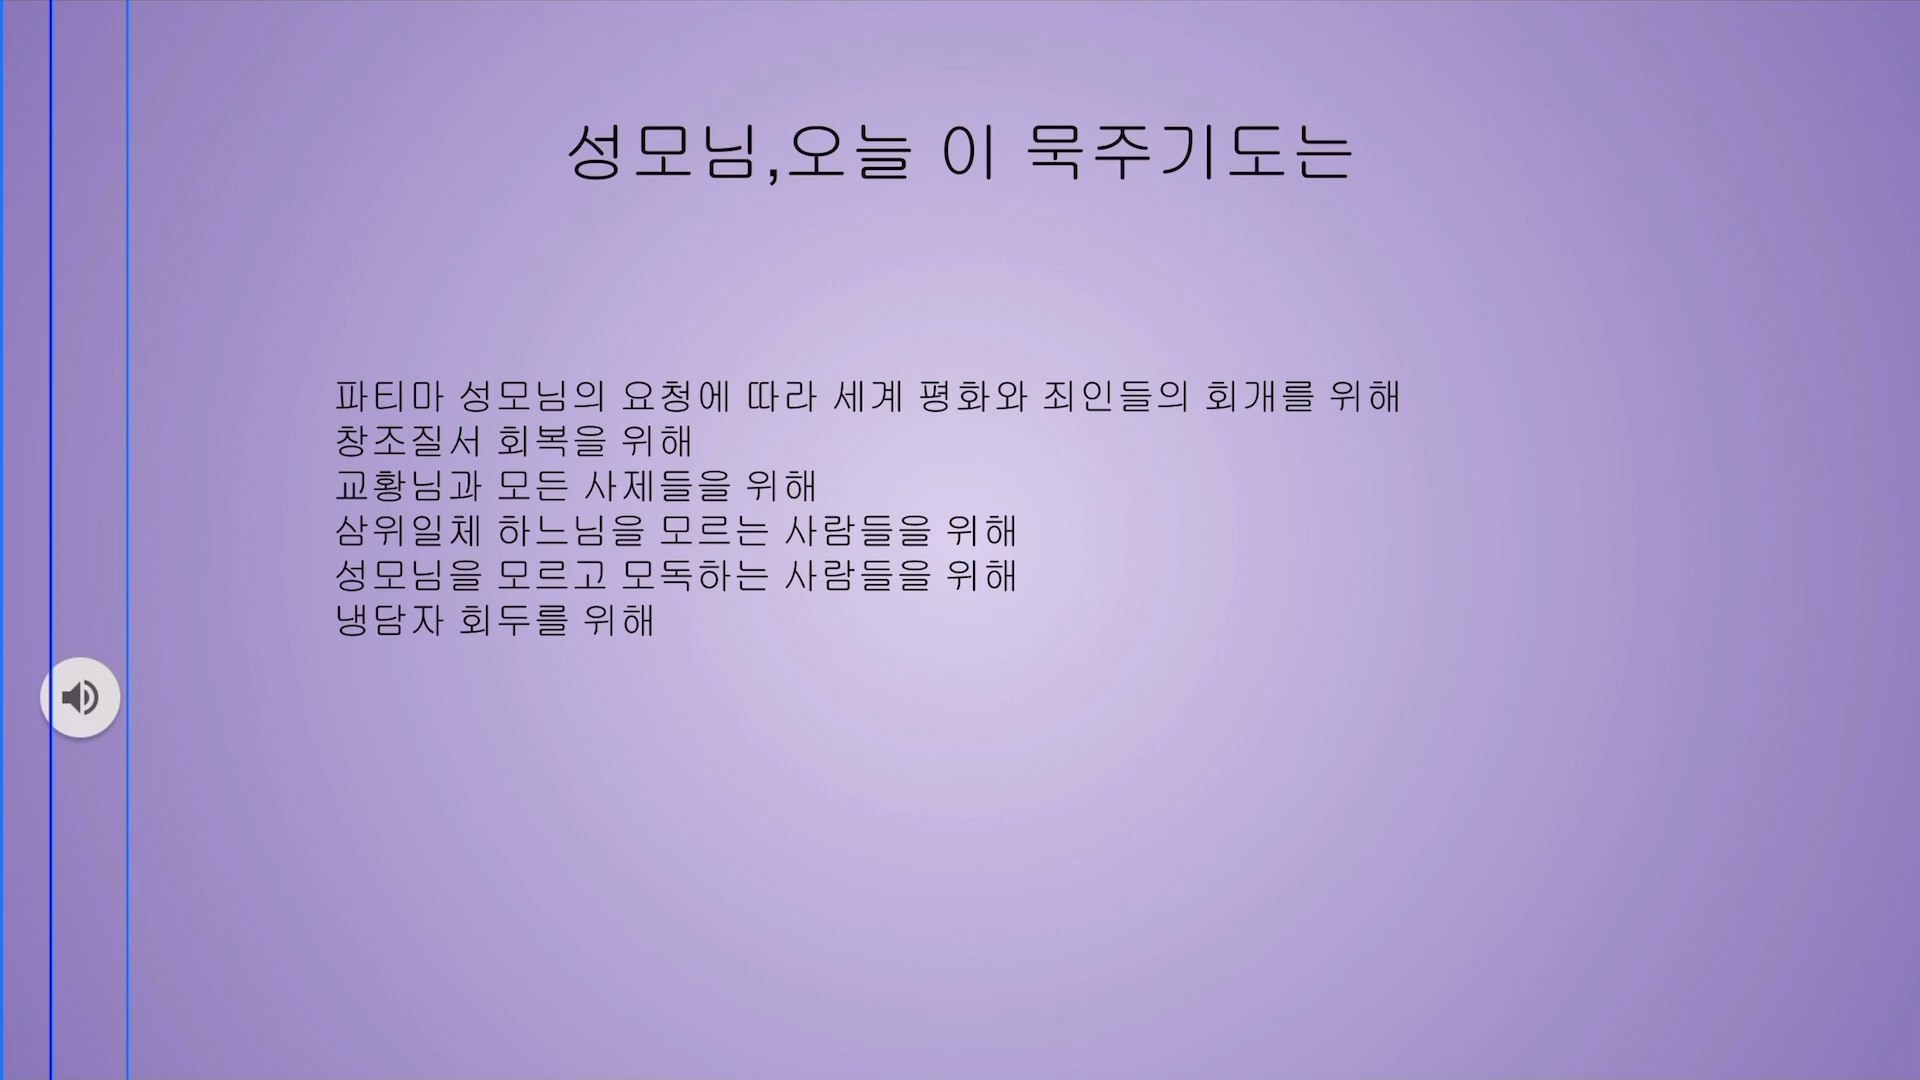 성모님,오늘 이 묵주기도는
파티마 성모님의 요청에 따라 세계 평화와 죄인들의 회개를 위해
창조질서 회복을 위해
교황님과 모든 사제들을 위해
삼위일체 하느님을 모르는 사람들을 위해
성모님을 모르고 모독하는 사람들을 위해
냉담자 회두를 위해